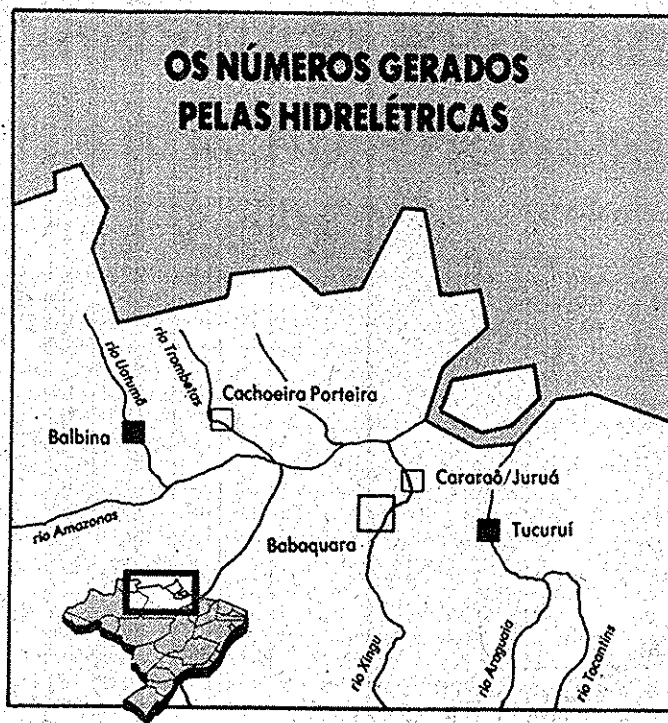 OS NÚMEROS GERADOS
PELAS HIDRELÉTRICAS
rio Uatumã
rio Trombetas
Cachoeira Porteira
Balbina
rio Amazonas
Cararaô/Juruá
Babaquara
Tucuruí
rio Xingu
rio Araguaia
rio Tocantins